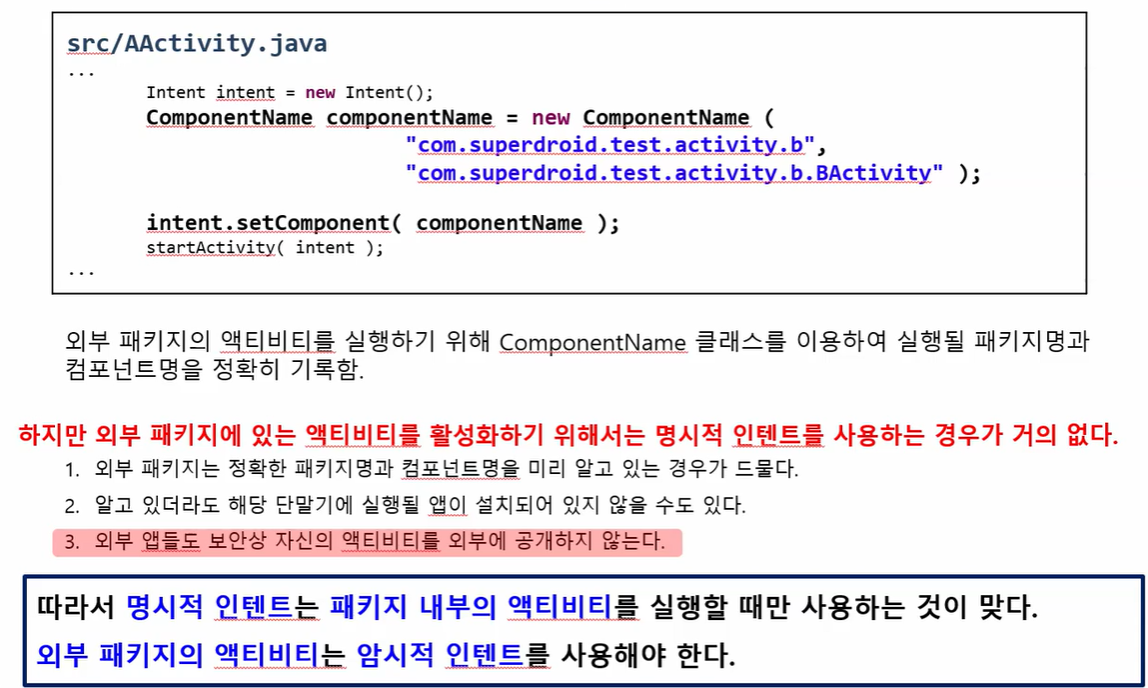 src/AActivity.java
...
Intent intent = new Intent();
ComponentName componentName = new ComponentName (
"com.superdroid.test.activity.b",
"com.superdroid.test.activity.b.BActivity" );
intent.setComponent( componentName );
startActivity( intent );
...
외부 패키지의 액티비티를 실행하기 위해 ComponentName 클래스를 이용하여 실행될 패키지명과
컴포넌트명을 정확히 기록함.
하지만 외부 패키지에 있는 액티비티를 활성화하기 위해서는 명시적 인텐트를 사용하는 경우가 거의 없다.
1. 외부 패키지는 정확한 패키지명과 컴포넌트명을 미리 알고 있는 경우가 드물다.
2. 알고 있더라도 해당 단말기에 실행될 앱이 설치되어 있지 않을 수도 있다.
3. 외부 앱들도 보안상 자신의 액티비티를 외부에 공개하지 않는다.
따라서 명시적 인텐트는 패키지 내부의 액티비티를 실행할 때만 사용하는 것이 맞다.
외부 패키지의 액티비티는 암시적 인텐트를 사용해야 한다.